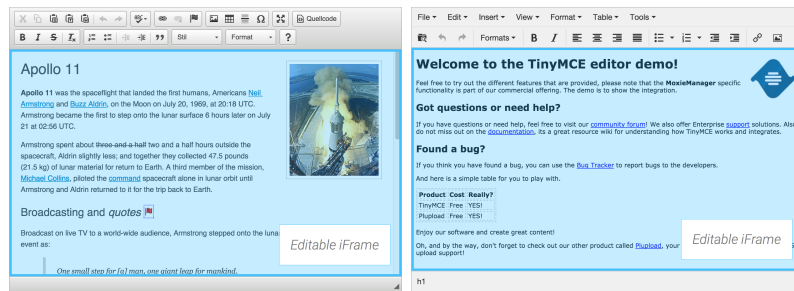 Quellcode
B I S Ix
Stil Format ?
Apollo 11
Apollo 11 was the spaceflight that landed the first humans, Americans Neil
Armstrong and Buzz Aldrin, on the Moon on July 20, 1969, at 20:18 UTC.
Armstrong became the first to step onto the lunar surface 6 hours later on July
21 at 02:56 UTC.
Armstrong spent about three and a half two and a half hours outside the
spacecraft, Aldrin slightly less; and together they collected 47.5 pounds
(21.5 kg) of lunar material for return to Earth. A third member of the mission,
Michael Collins, piloted the command spacecraft alone in lunar orbit until
Armstrong and Aldrin returned to it for the trip back to Earth.
Broadcasting and quotes
Broadcast on live TV to a world-wide audience, Armstrong stepped onto the lunar
event as:
One small step for [a] man, one giant leap for mankind.
Editable iFrame
File Edit Insert View Format Table Tools
Formats B I
Welcome to the TinyMCE editor demo!
Feel free to try out the different features that are provided, please note that the MoxieManager specific
functionality is part of our commercial offering. The demo is to show the integration.
Got questions or need help?
If you have questions or need help, feel free to visit our community forum! We also offer Enterprise support solutions. Also
do not miss out on the documentation, its a great resource wiki for understanding how TinyMCE works and integrates.
Found a bug?
If you think you have found a bug, you can use the Bug Tracker to report bugs to the developers.
And here is a simple table for you to play with.
Product Cost Really?
TinyMCE Free YES!
Plupload Free YES!
Enjoy our software and create great content!
Oh, and by the way, don't forget to check out our other product called Plupload, your
upload support!
Editable iFrame
h1